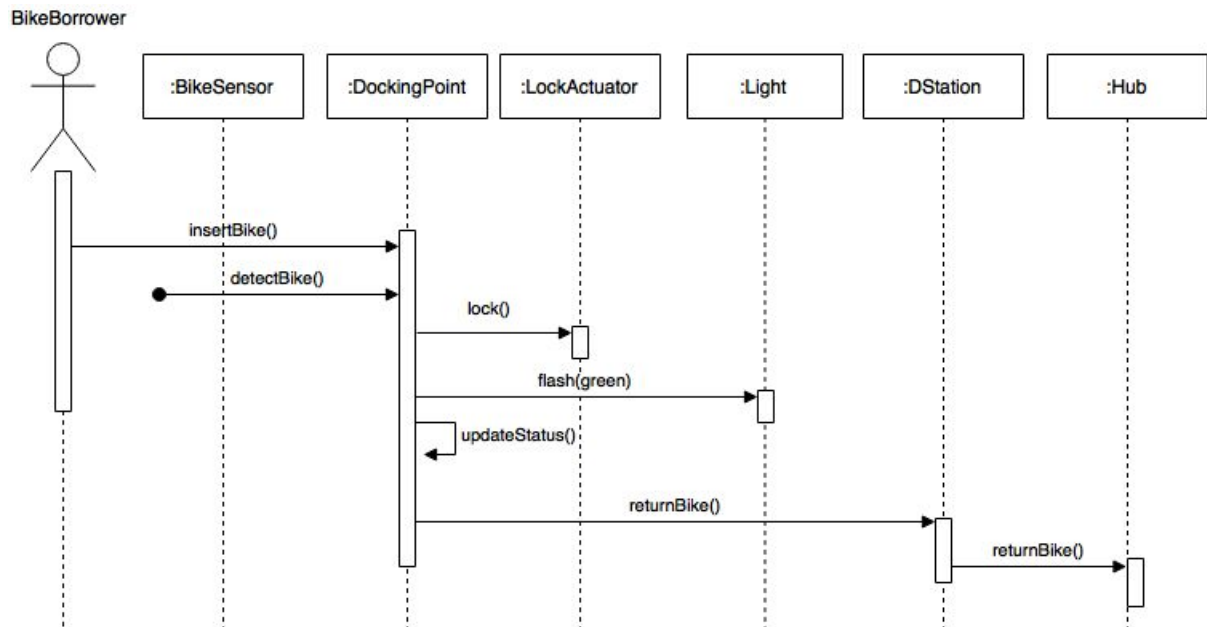 BikeBorrower
:BikeSensor
:DockingPoint
:LockActuator
:Light
:DStation
:Hub
insertBike()
detectBike()
lock()
flash(green)
updateStatus()
returnBike()
returnBike()